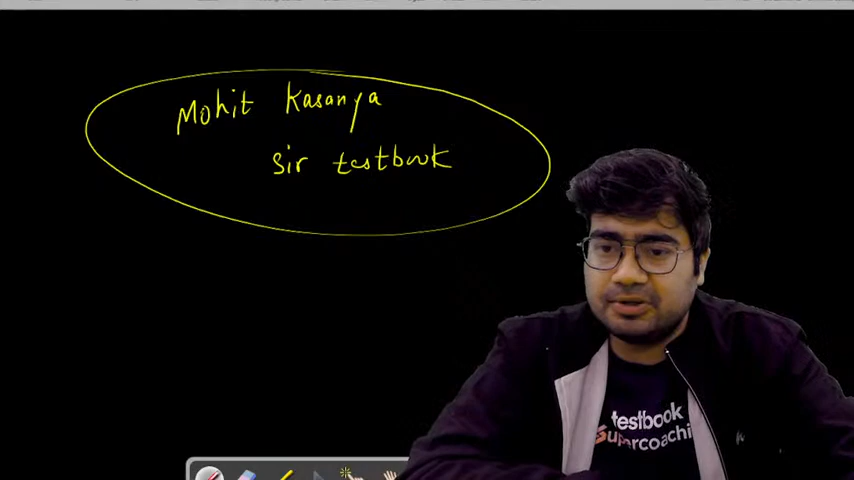 Mohit Kasanya
Sir testbook
testbook
Supercoachi